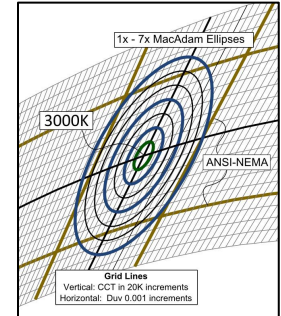 1x - 7x MacAdam Ellipses
3000K
ANSI-NEMA
Grid Lines
Vertical: CCT in 20K increments
Horizontal: Duv 0.001 increments